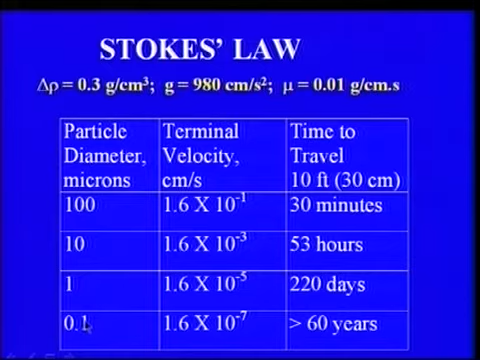 STOKES' LAW
Δρ = 0.3 g/cm³; g = 980 cm/s²; μ = 0.01 g/cm.s
Particle Diameter, microns | Terminal Velocity, cm/s | Time to Travel 10 ft (30 cm)
100 | 1.6 X 10⁻¹ | 30 minutes
10 | 1.6 X 10⁻³ | 53 hours
1 | 1.6 X 10⁻⁵ | 220 days
0.1 | 1.6 X 10⁻⁷ | > 60 years